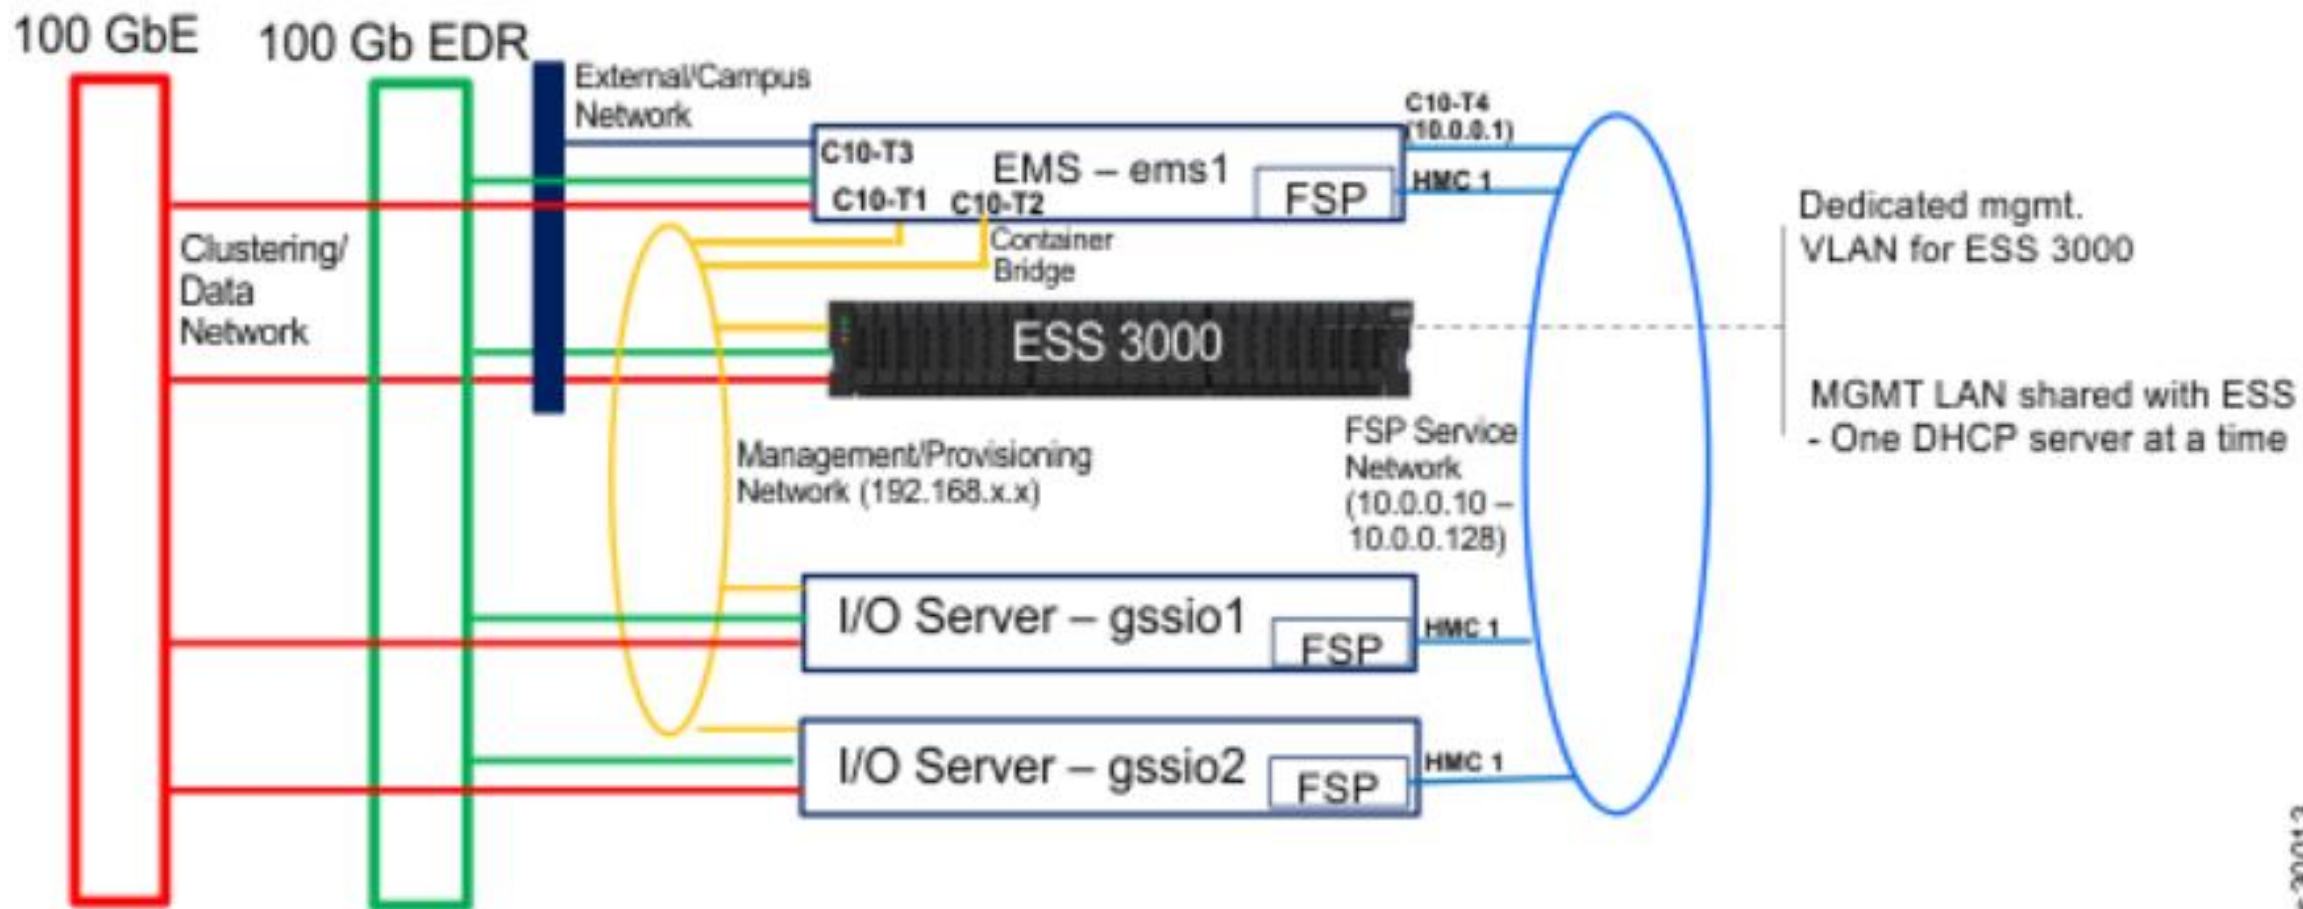 100 GbE
100 Gb EDR
External/Campus
Network
C10-T4
(10.0.0.1)
C10-T3
EMS – ems1
HMC 1
FSP
C10-T1
C10-T2
Dedicated mgmt.
VLAN for ESS 3000
Clustering/
Data
Network
Container
Bridge
ESS 3000
MGMT LAN shared with ESS
- One DHCP server at a time
Management/Provisioning
Network (192.168.x.x)
FSP Service
Network
(10.0.0.10 –
10.0.0.128)
I/O Server – gssio1
FSP
HMC 1
I/O Server – gssio2
FSP
HMC 1